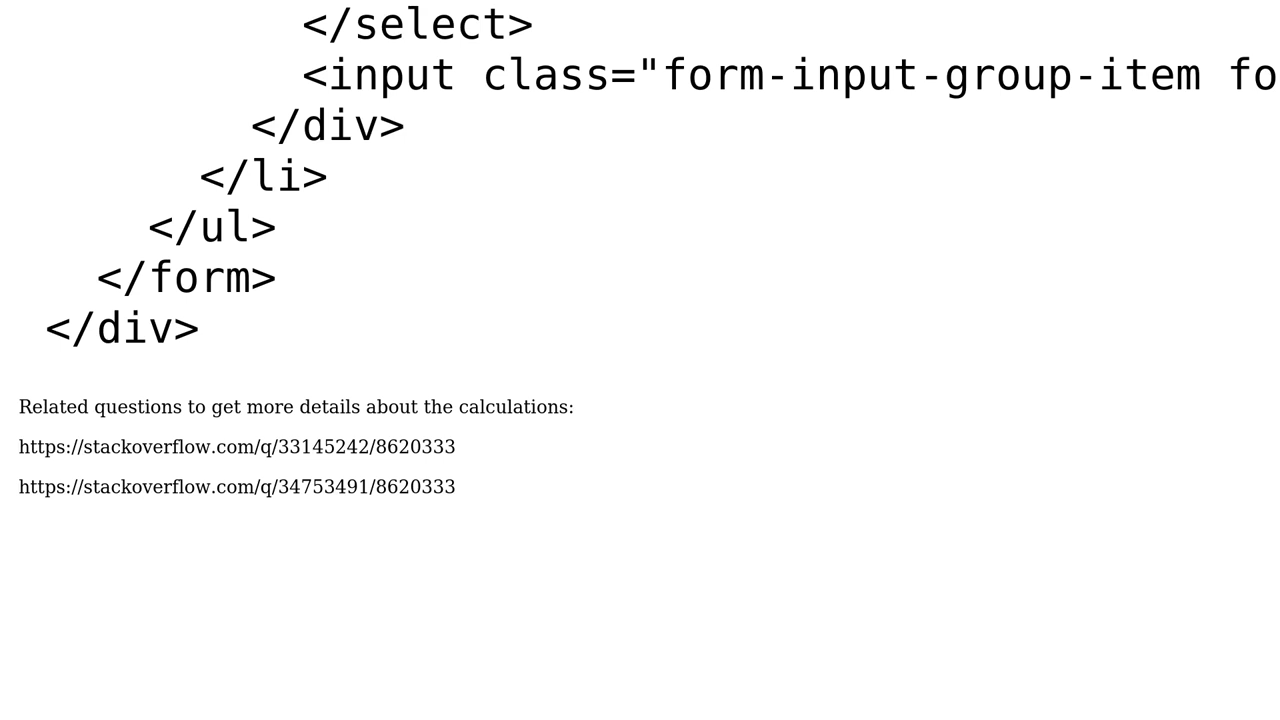 </select>
<input class="form-input-group-item fo
</div>
</li>
</ul>
</form>
</div>
Related questions to get more details about the calculations:
https://stackoverflow.com/q/33145242/8620333
https://stackoverflow.com/q/34753491/8620333